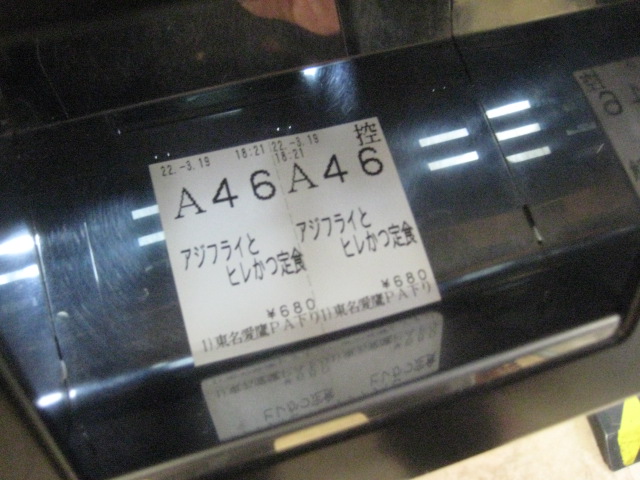 22.-3.19 18:21
A46
アジフライと
ヒレかつ定食
¥680
東名愛鷹PA下り
控
22.-3.19
18:21
A46
アジフライと
ヒレかつ定食
¥680
東名愛鷹PA下り